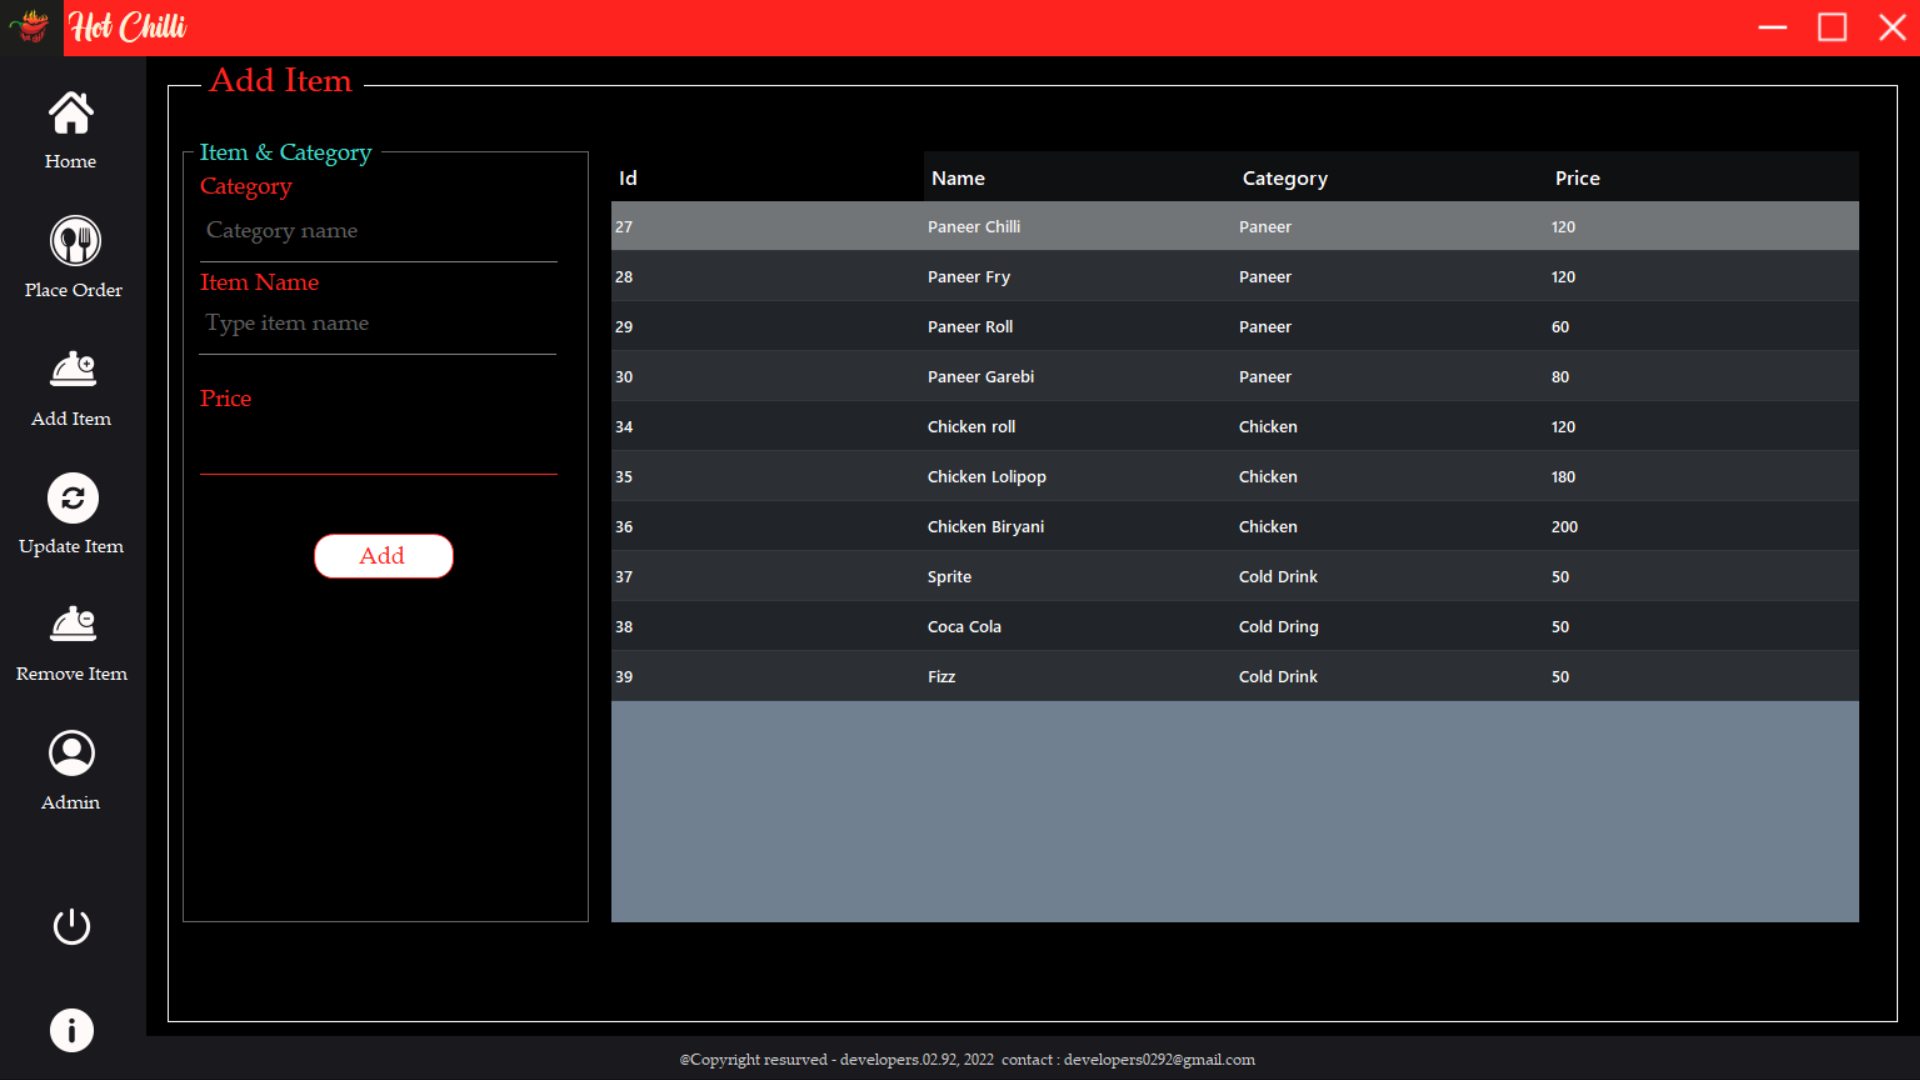 Hot Chilli
Home
Place Order
Add Item
Update Item
Remove Item
Admin
Add Item
Item & Category
Category
Category name
Item Name
Type item name
Price
Add
Id Name Category Price
27 Paneer Chilli Paneer 120
28 Paneer Fry Paneer 120
29 Paneer Roll Paneer 60
30 Paneer Garebi Paneer 80
34 Chicken roll Chicken 120
35 Chicken Lolipop Chicken 180
36 Chicken Biryani Chicken 200
37 Sprite Cold Drink 50
38 Coca Cola Cold Dring 50
39 Fizz Cold Drink 50
@Copyright resurved - developers.02.92, 2022 contact : developers0292@gmail.com